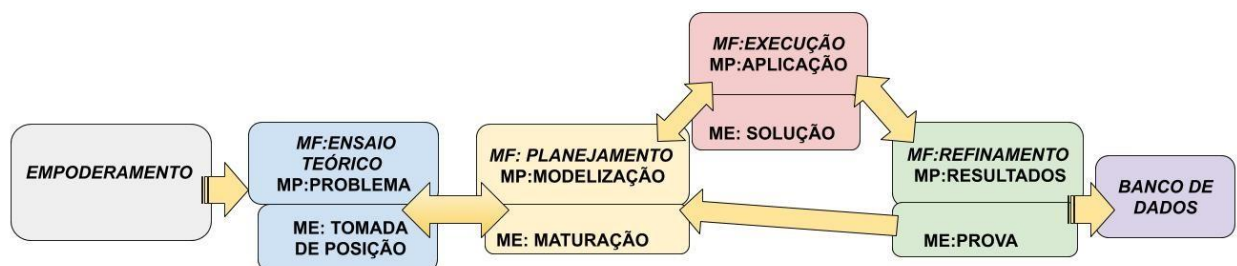 EMPODERAMENTO
MF:ENSAIO
TEÓRICO
MP:PROBLEMA
ME: TOMADA
DE POSIÇÃO
MF: PLANEJAMENTO
MP:MODELIZAÇÃO
ME: MATURAÇÃO
MF:EXECUÇÃO
MP:APLICAÇÃO
ME: SOLUÇÃO
MF:REFINAMENTO
MP:RESULTADOS
ME:PROVA
BANCO DE
DADOS